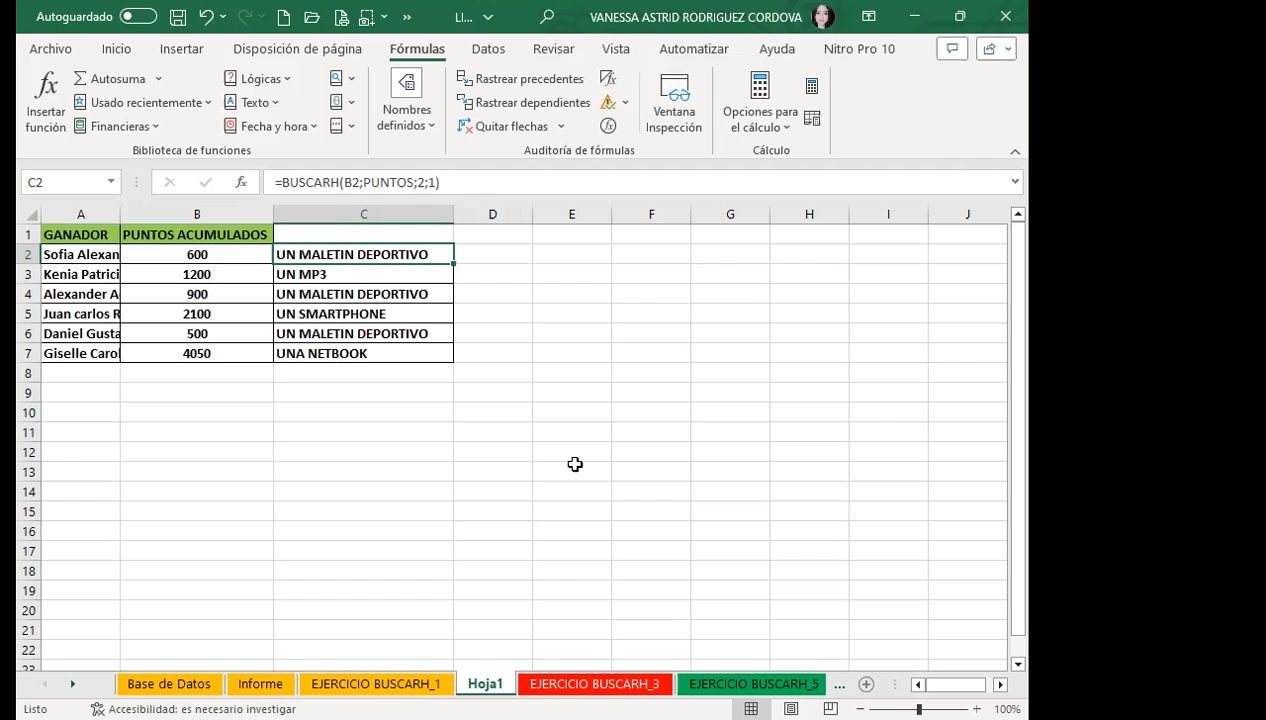 Autoguardado LI... VANESSA ASTRID RODRIGUEZ CORDOVA
Archivo Inicio Insertar Disposición de página Fórmulas Datos Revisar Vista Automatizar Ayuda Nitro Pro 10
fx Insertar función
Autosuma
Usado recientemente
Financieras
Lógicas
Texto
Fecha y hora
Biblioteca de funciones
Nombres definidos
Rastrear precedentes
Rastrear dependientes
Quitar flechas
Auditoría de fórmulas
Ventana Inspección
Opciones para el cálculo
Cálculo
C2 fx =BUSCARH(B2;PUNTOS;2;1)
A B C D E F G H I J
1 GANADOR PUNTOS ACUMULADOS
2 Sofia Alexan 600 UN MALETIN DEPORTIVO
3 Kenia Patrici 1200 UN MP3
4 Alexander A 900 UN MALETIN DEPORTIVO
5 Juan carlos R 2100 UN SMARTPHONE
6 Daniel Gusta 500 UN MALETIN DEPORTIVO
7 Giselle Carol 4050 UNA NETBOOK
8
9
10
11
12
13
14
15
16
17
18
19
20
21
22
23
Base de Datos Informe EJERCICIO BUSCARH_1 Hoja1 EJERCICIO BUSCARH_3 EJERCICIO BUSCARH_5 ...
Listo Accesibilidad: es necesario investigar 100%